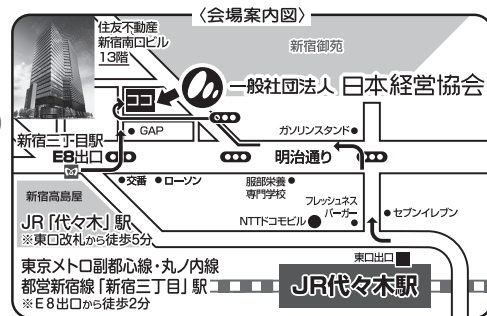 〈会場案内図〉
住友不動産
新宿南口ビル
13階
新宿御苑
ココ
一般社団法人 日本経営協会
GAP
ガソリンスタンド
新宿三丁目駅
E8出口
明治通り
交番
ローソン
服部栄養
専門学校
新宿高島屋
フレッシュネス
バーガー
セブンイレブン
NTTドコモビル
JR「代々木」駅
※東口改札から徒歩5分
東口出口
東京メトロ副都心線・丸ノ内線
都営新宿線「新宿三丁目」駅
※E8出口から徒歩2分
JR代々木駅